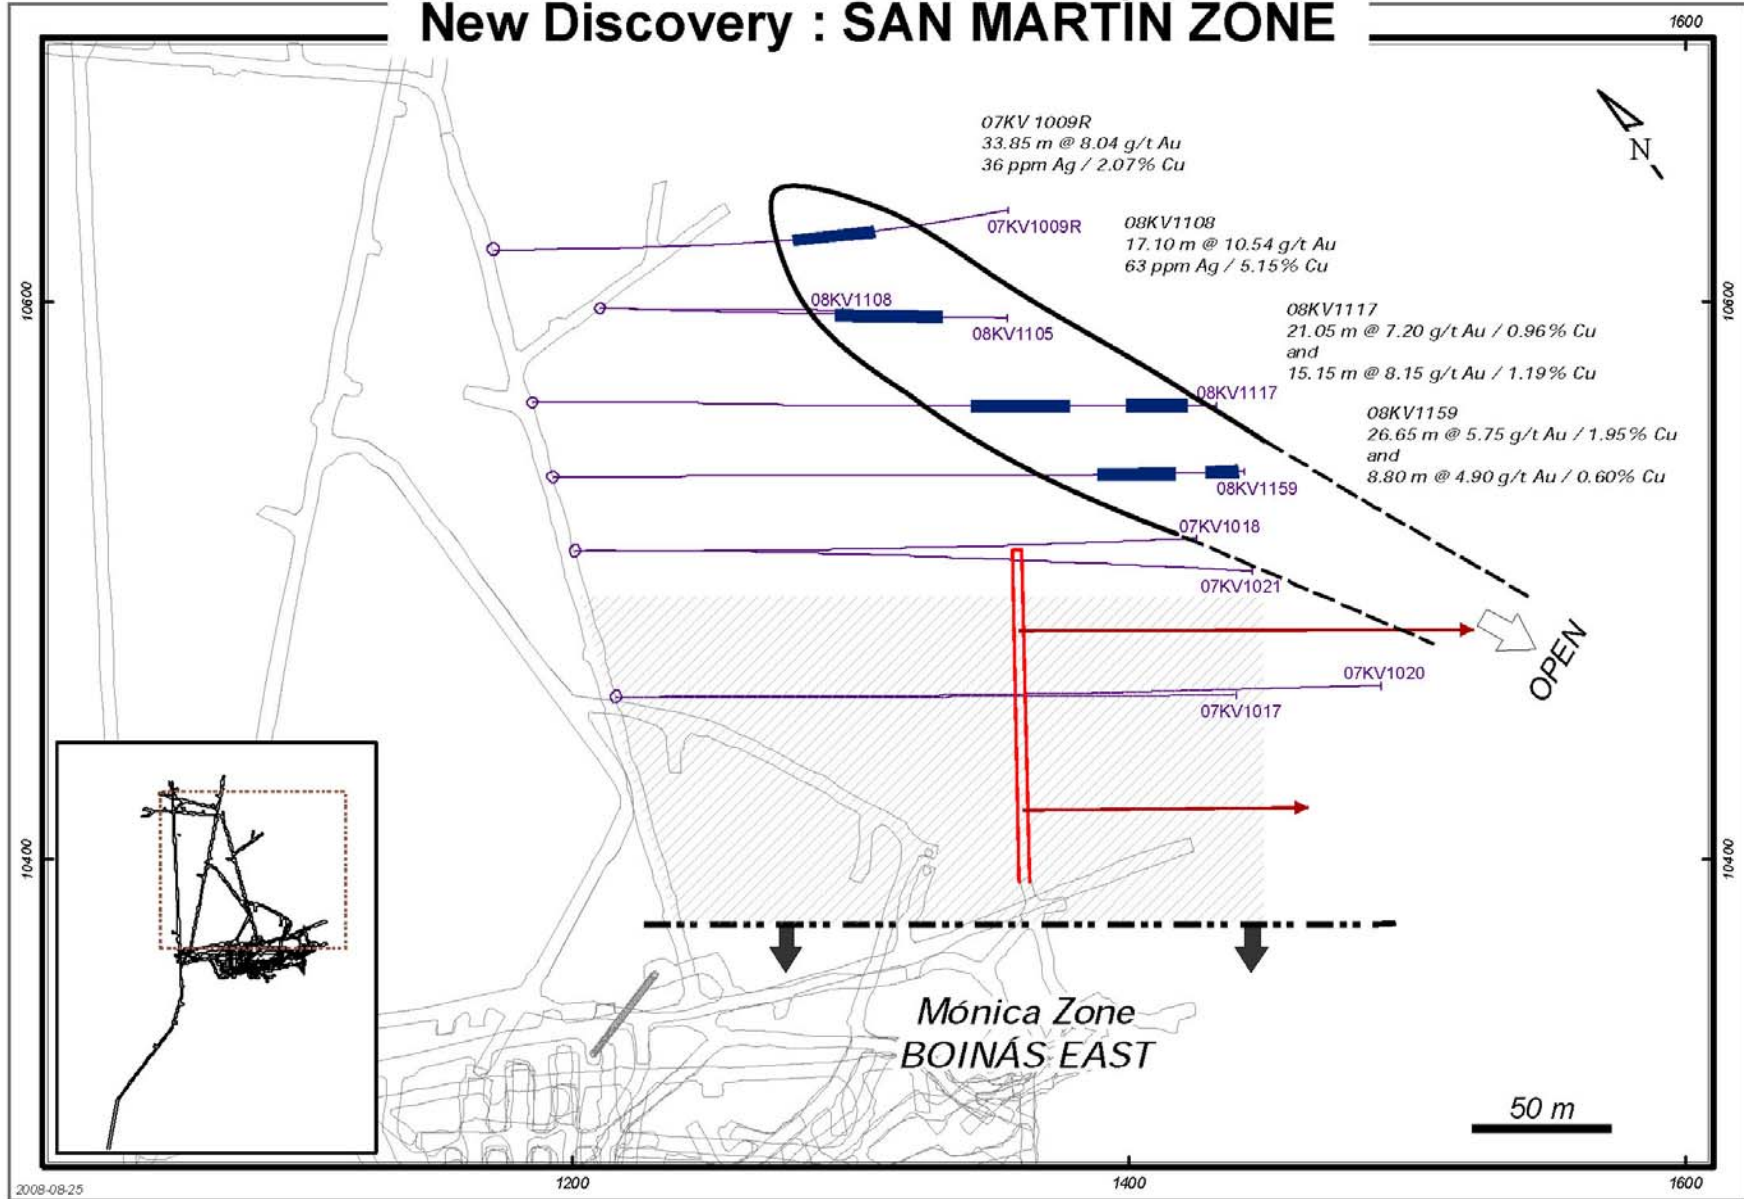 New Discovery : SAN MARTIN ZONE
1600
07KV 1009R
33.85 m @ 8.04 g/t Au
36 ppm Ag / 2.07% Cu
N
07KV1009R
08KV1108
17.10 m @ 10.54 g/t Au
63 ppm Ag / 5.15% Cu
10600
08KV1108
08KV1105
10600
08KV1117
21.05 m @ 7.20 g/t Au / 0.96% Cu
and
15.15 m @ 8.15 g/t Au / 1.19% Cu
08KV1117
08KV1159
26.65 m @ 5.75 g/t Au / 1.95% Cu
and
8.80 m @ 4.90 g/t Au / 0.60% Cu
08KV1159
07KV1018
07KV1021
OPEN
07KV1020
07KV1017
10400
10400
Mónica Zone
BOINÁS EAST
50 m
1200
1400
1600
2008-08-25